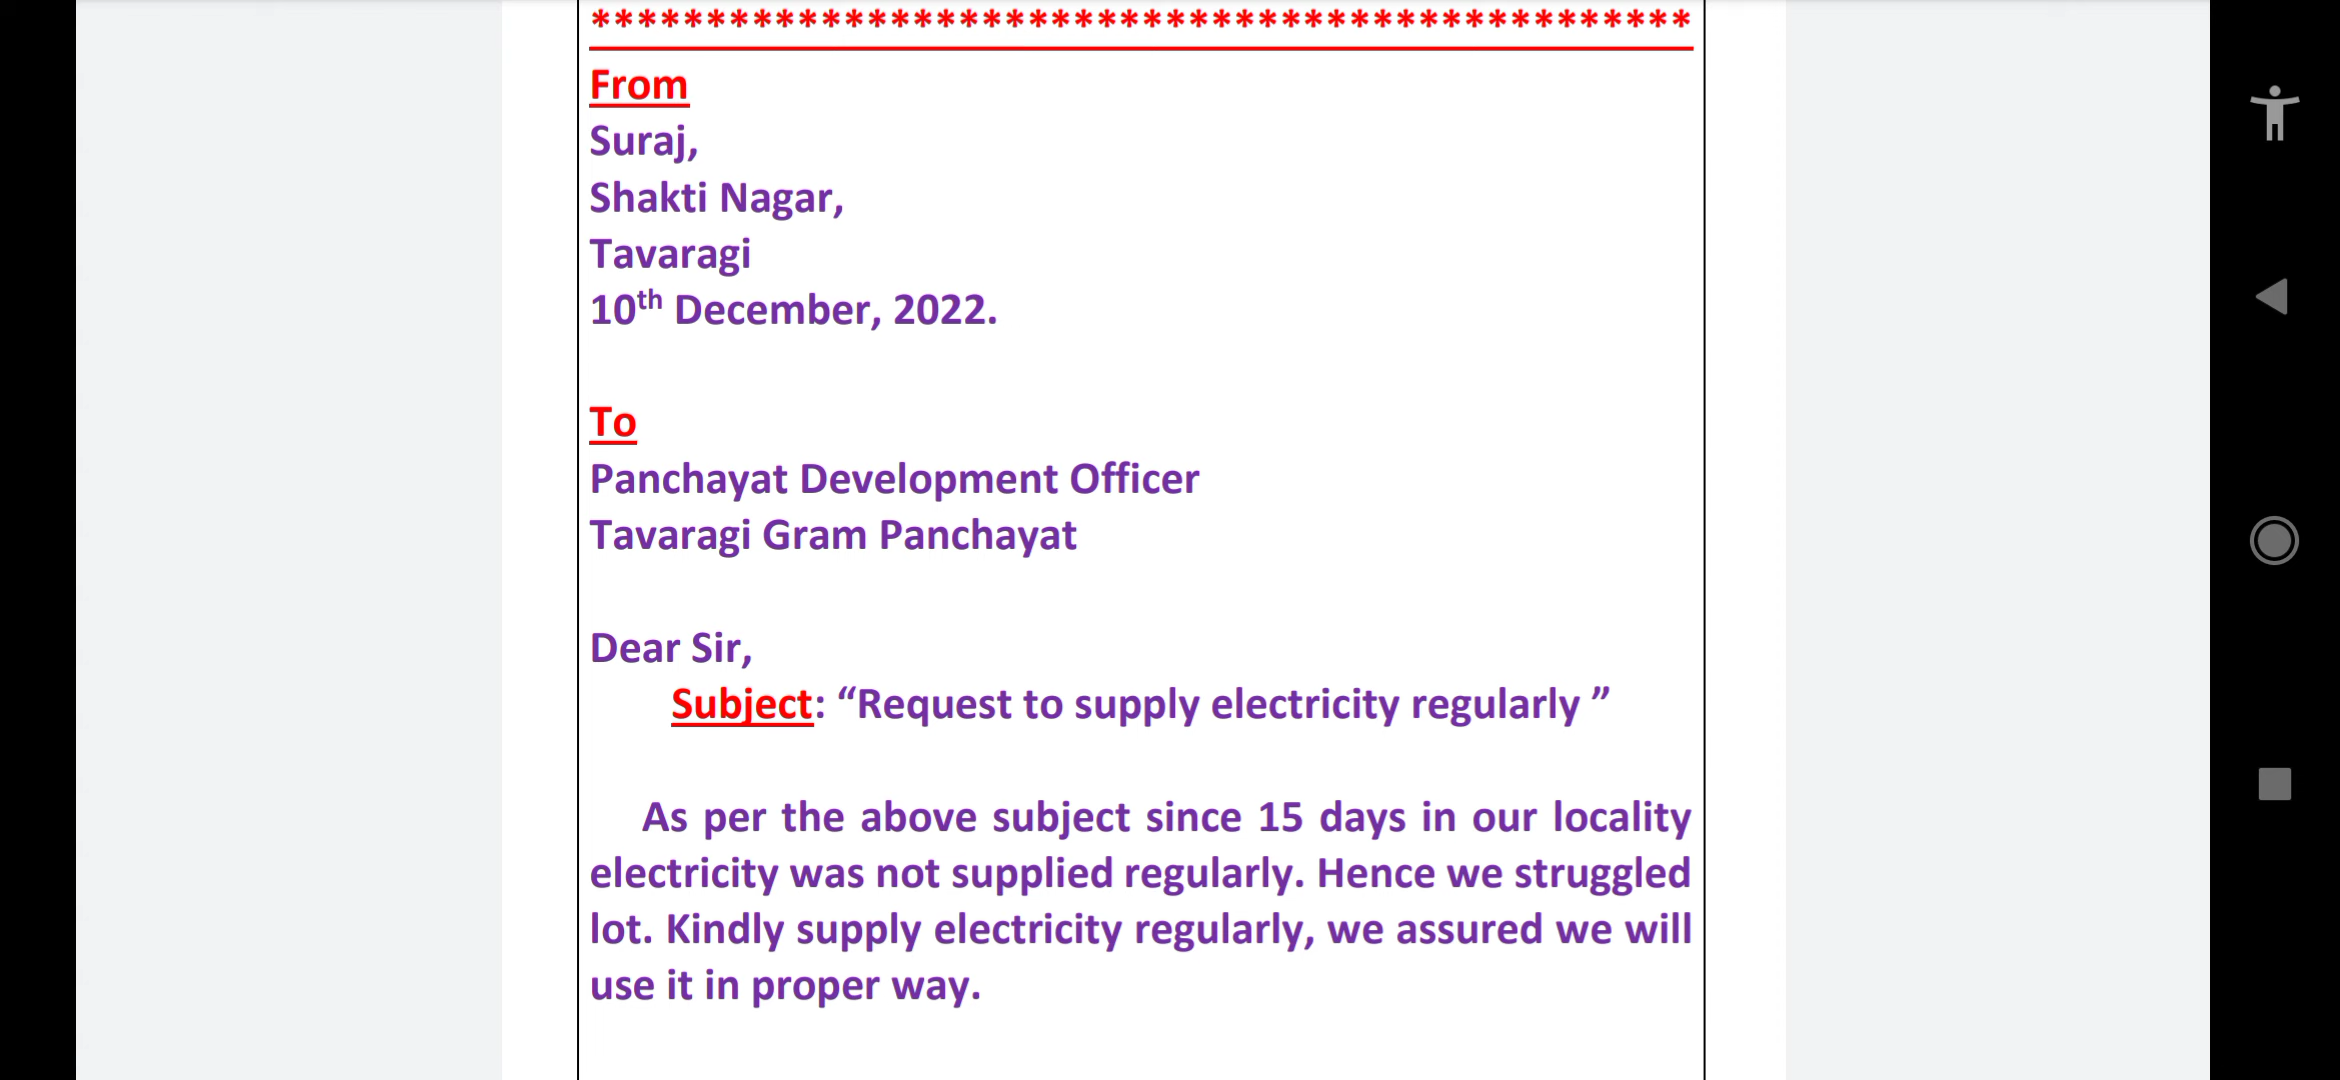 ************************************************
From
Suraj,
Shakti Nagar,
Tavaragi
10th December, 2022.
To
Panchayat Development Officer
Tavaragi Gram Panchayat
Dear Sir,
Subject: “Request to supply electricity regularly ”
As per the above subject since 15 days in our locality
electricity was not supplied regularly. Hence we struggled
lot. Kindly supply electricity regularly, we assured we will
use it in proper way.